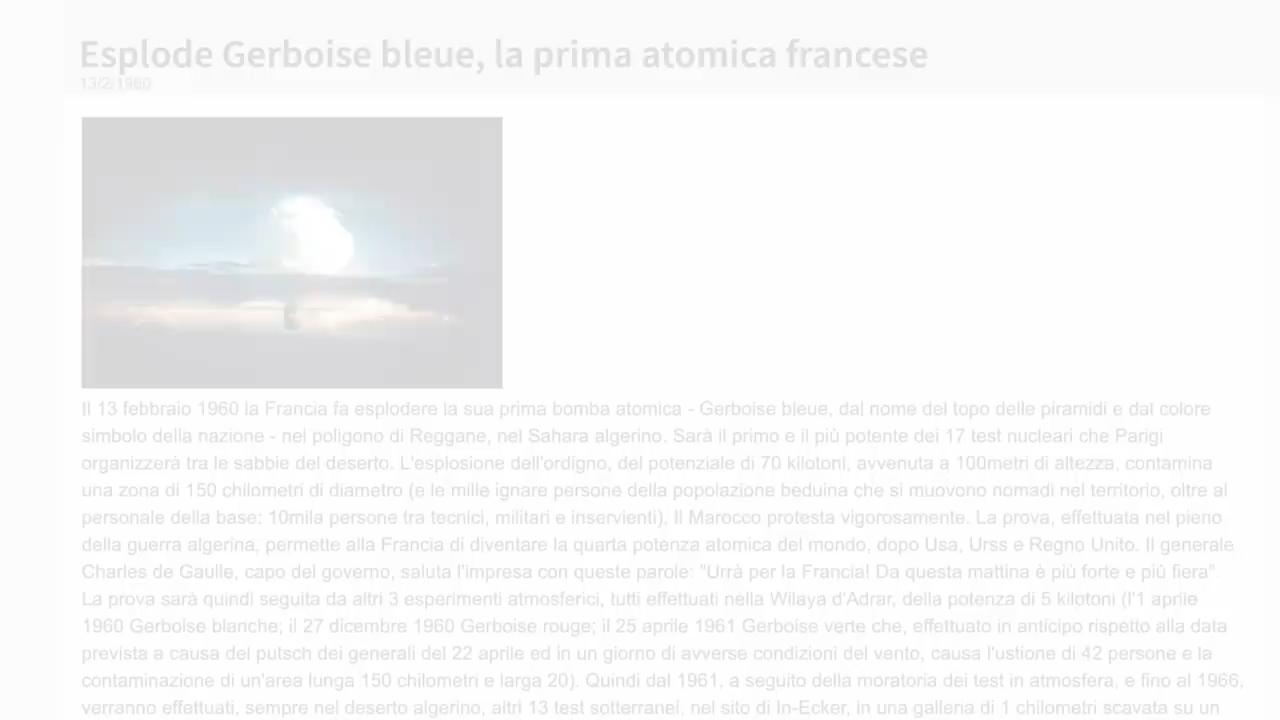 Esplode Gerboise bleue, la prima atomica francese
13/2/1960
Il 13 febbraio 1960 la Francia fa esplodere la sua prima bomba atomica - Gerboise bleue, dal nome del topo delle piramidi e dal colore
simbolo della nazione - nel poligono di Reggane, nel Sahara algerino. Sarà il primo e il più potente dei 17 test nucleari che Parigi
organizzerà tra le sabbie del deserto. L'esplosione dell'ordigno, del potenziale di 70 kilotoni, avvenuta a 100metri di altezza, contamina
una zona di 150 chilometri di diametro (e le mille ignare persone della popolazione beduina che si muovono nomadi nel territorio, oltre al
personale della base: 10mila persone tra tecnici, militari e inservienti). Il Marocco protesta vigorosamente. La prova, effettuata nel pieno
della guerra algerina, permette alla Francia di diventare la quarta potenza atomica del mondo, dopo Usa, Urss e Regno Unito. Il generale
Charles de Gaulle, capo del governo, saluta l'impresa con queste parole: "Urrà per la Francia! Da questa mattina è più forte e più fiera".
La prova sarà quindi seguita da altri 3 esperimenti atmosferici, tutti effettuati nella Wilaya d'Adrar, della potenza di 5 kilotoni (l'1 aprile
1960 Gerboise blanche; il 27 dicembre 1960 Gerboise rouge; il 25 aprile 1961 Gerboise verte che, effettuato in anticipo rispetto alla data
prevista a causa del putsch dei generali del 22 aprile ed in un giorno di avverse condizioni del vento, causa l'ustione di 42 persone e la
contaminazione di un'area lunga 150 chilometri e larga 20). Quindi dal 1961, a seguito della moratoria dei test in atmosfera, e fino al 1966,
verranno effettuati, sempre nel deserto algerino, altri 13 test sotterranei, nel sito di In-Ecker, in una galleria di 1 chilometri scavata su un